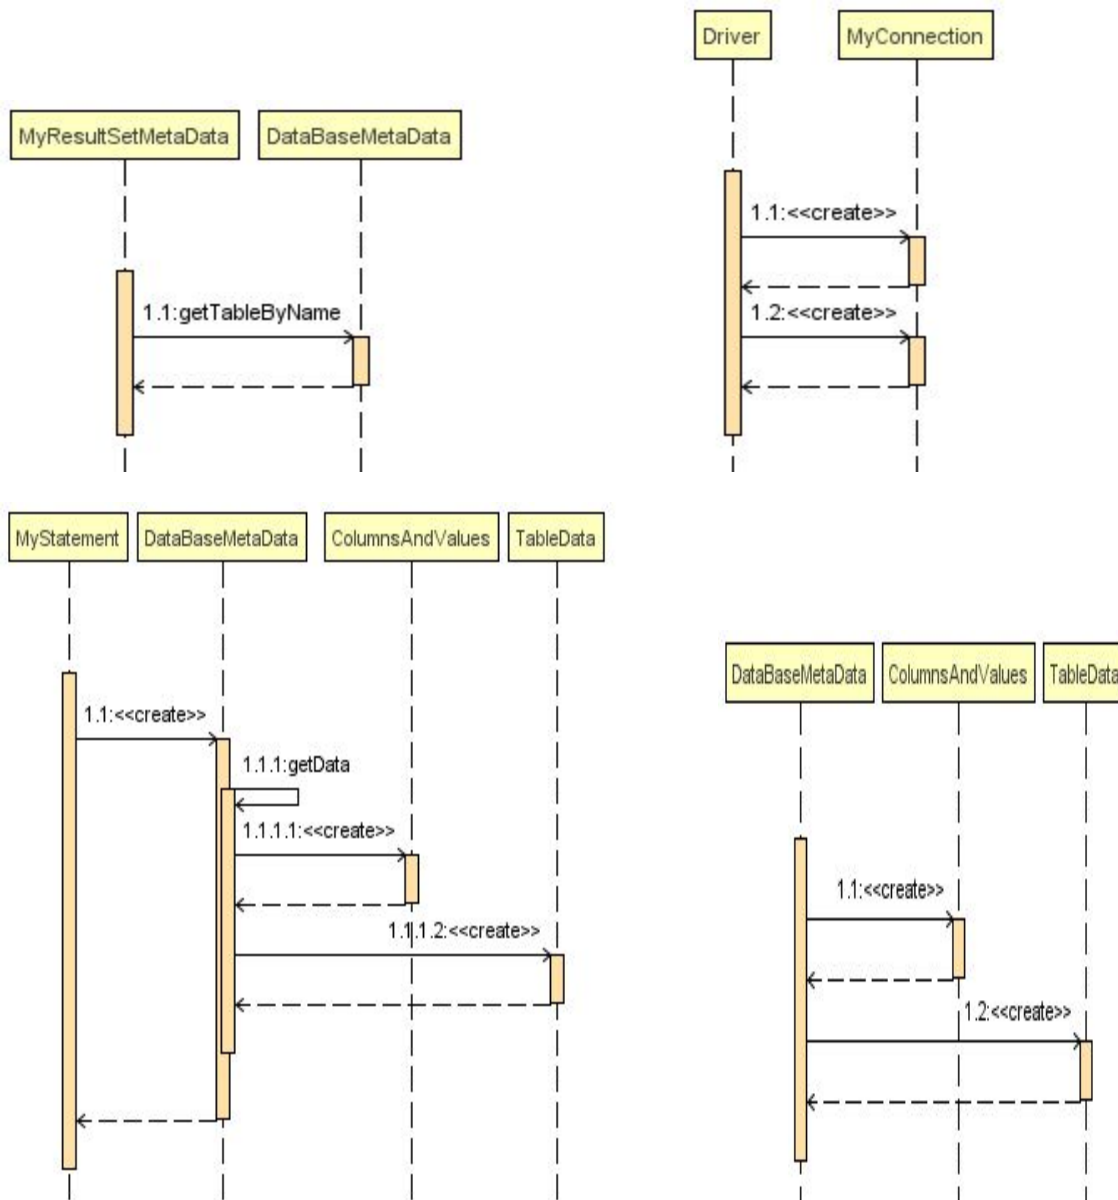 Driver
MyConnection
1.1:<<create>>
1.2:<<create>>
MyResultSetMetaData
DataBaseMetaData
1.1:getTableByName
MyStatement
DataBaseMetaData
ColumnsAndValues
TableData
1.1:<<create>>
1.1.1:getData
1.1.1.1:<<create>>
1.1.1.2:<<create>>
DataBaseMetaData
ColumnsAndValues
TableData
1.1:<<create>>
1.2:<<create>>